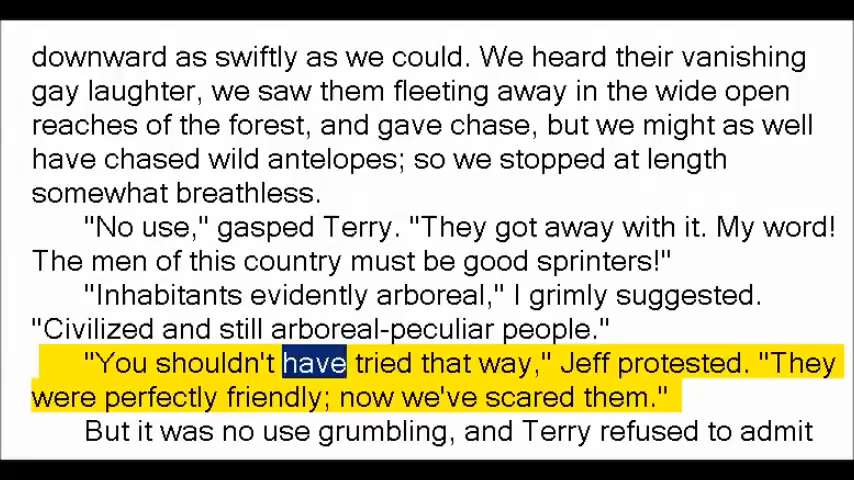 downward as swiftly as we could. We heard their vanishing
gay laughter, we saw them fleeting away in the wide open
reaches of the forest, and gave chase, but we might as well
have chased wild antelopes; so we stopped at length
somewhat breathless.
"No use," gasped Terry. "They got away with it. My word!
The men of this country must be good sprinters!"
"Inhabitants evidently arboreal," I grimly suggested.
"Civilized and still arboreal-peculiar people."
"You shouldn't have tried that way," Jeff protested. "They
were perfectly friendly; now we've scared them."
But it was no use grumbling, and Terry refused to admit